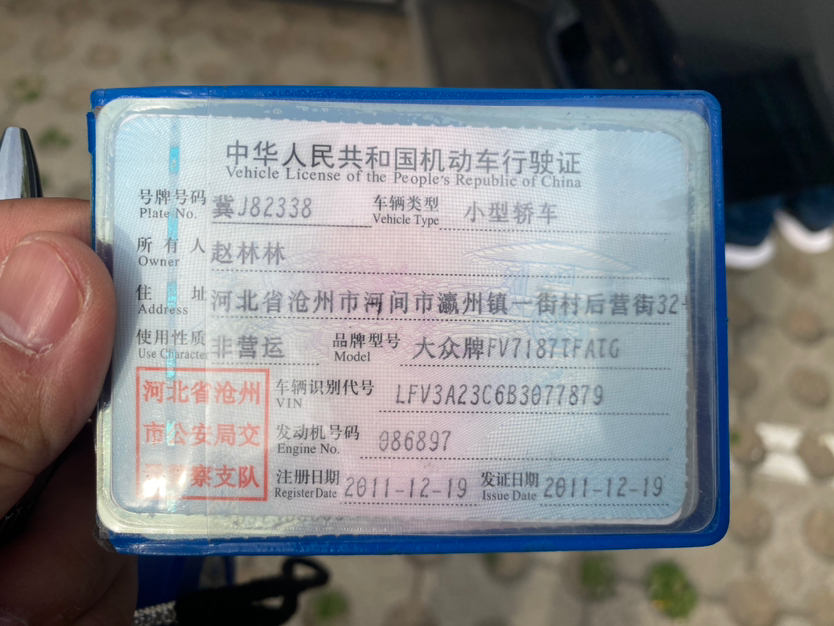 中华人民共和国机动车行驶证
Vehicle License of the People's Republic of China
号牌号码 冀J82338 车辆类型 小型轿车
Plate No. Vehicle Type
所有人 赵林林
Owner
住址 河北省沧州市河间市瀛州镇一街村后营街32
Address
使用性质 非营运 品牌型号 大众牌FV7187TFATG
Use Character Model
河北省沧州 车辆识别代号 LFV3A23C6B3077879
VIN
市公安局交 发动机号码 086897
Engine No.
察支队 注册日期 2011-12-19 发证日期 2011-12-19
Register Date Issue Date